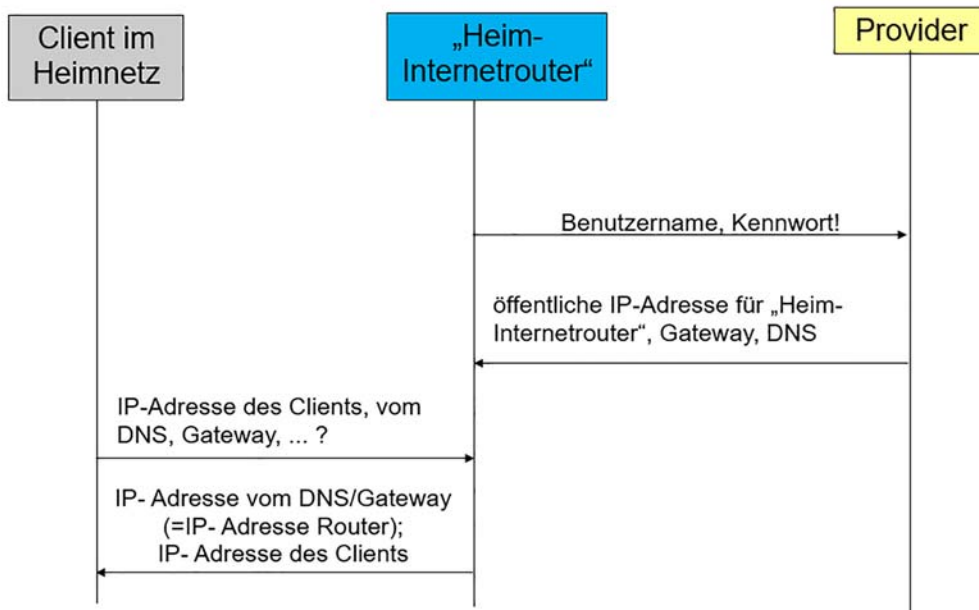 Client im
Heimnetz
„Heim-
Internetrouter“
Provider
Benutzername, Kennwort!
öffentliche IP-Adresse für „Heim-
Internetrouter“, Gateway, DNS
IP-Adresse des Clients, vom
DNS, Gateway, ... ?
IP- Adresse vom DNS/Gateway
(=IP- Adresse Router);
IP- Adresse des Clients